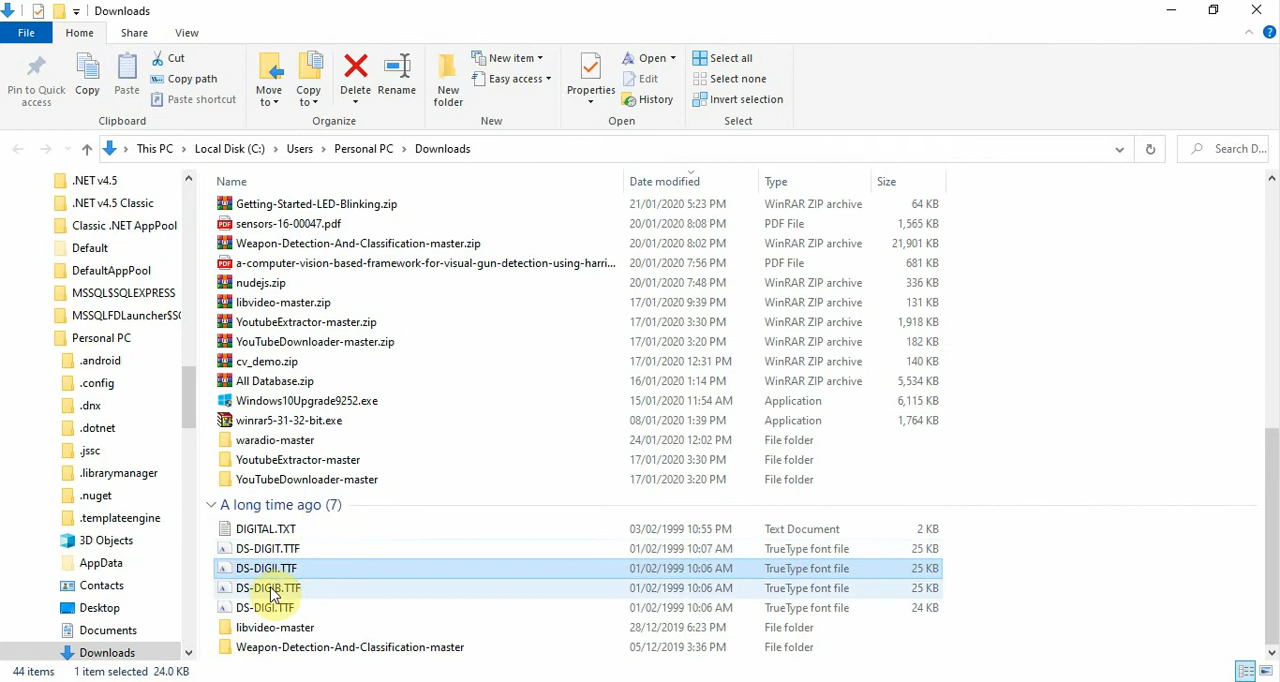 Downloads
File Home Share View
Pin to Quick access
Copy
Paste
Cut
Copy path
Paste shortcut
Clipboard
Move to
Copy to
Delete
Rename
Organize
New folder
New item
Easy access
New
Properties
Open
Edit
History
Open
Select all
Select none
Invert selection
Select
This PC › Local Disk (C:) › Users › Personal PC › Downloads
Search D...
.NET v4.5
.NET v4.5 Classic
Classic .NET AppPool
Default
DefaultAppPool
MSSQL$SQLEXPRESS
MSSQLFDLauncher$S
Personal PC
.android
.config
.dnx
.dotnet
.jssc
.librarymanager
.nuget
.templateengine
3D Objects
AppData
Contacts
Desktop
Documents
Downloads
Name Date modified Type Size
Getting-Started-LED-Blinking.zip 21/01/2020 5:23 PM WinRAR ZIP archive 64 KB
sensors-16-00047.pdf 20/01/2020 8:08 PM PDF File 1,565 KB
Weapon-Detection-And-Classification-master.zip 20/01/2020 8:02 PM WinRAR ZIP archive 21,901 KB
a-computer-vision-based-framework-for-visual-gun-detection-using-harri... 20/01/2020 7:56 PM PDF File 681 KB
nudejs.zip 20/01/2020 7:48 PM WinRAR ZIP archive 336 KB
libvideo-master.zip 17/01/2020 9:39 PM WinRAR ZIP archive 131 KB
YoutubeExtractor-master.zip 17/01/2020 3:30 PM WinRAR ZIP archive 1,918 KB
YouTubeDownloader-master.zip 17/01/2020 3:20 PM WinRAR ZIP archive 182 KB
cv_demo.zip 17/01/2020 12:31 PM WinRAR ZIP archive 140 KB
All Database.zip 16/01/2020 1:14 PM WinRAR ZIP archive 5,534 KB
Windows10Upgrade9252.exe 15/01/2020 11:54 AM Application 6,115 KB
winrar5-31-32-bit.exe 08/01/2020 1:39 PM Application 1,764 KB
waradio-master 24/01/2020 12:02 PM File folder
YoutubeExtractor-master 17/01/2020 3:30 PM File folder
YouTubeDownloader-master 17/01/2020 3:20 PM File folder
A long time ago (7)
DIGITAL.TXT 03/02/1999 10:55 PM Text Document 2 KB
DS-DIGIT.TTF 01/02/1999 10:07 AM TrueType font file 25 KB
DS-DIGII.TTF 01/02/1999 10:06 AM TrueType font file 25 KB
DS-DIGIB.TTF 01/02/1999 10:06 AM TrueType font file 25 KB
DS-DIGI.TTF 01/02/1999 10:06 AM TrueType font file 24 KB
libvideo-master 28/12/2019 6:23 PM File folder
Weapon-Detection-And-Classification-master 05/12/2019 3:36 PM File folder
44 items 1 item selected 24.0 KB